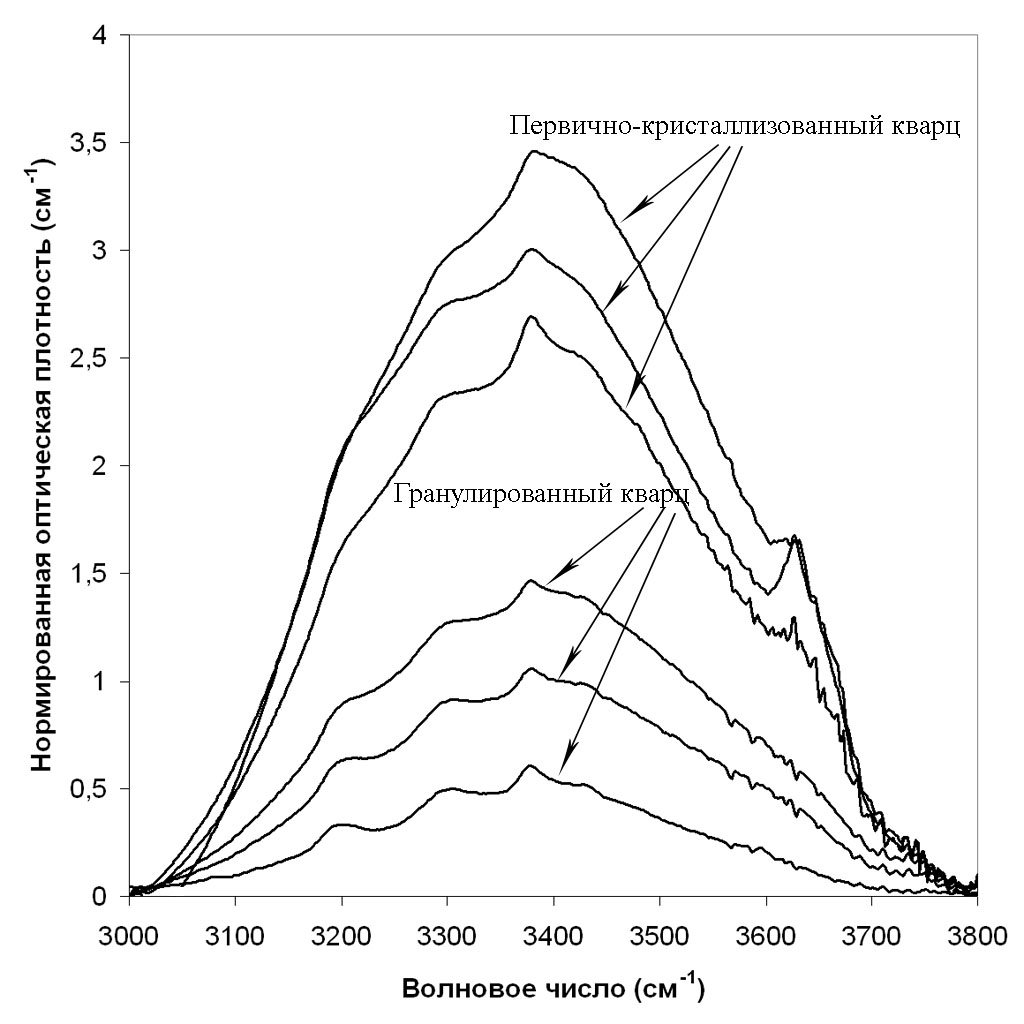 4
Первично-кристаллизованный кварц
3,5
3
2,5
2
Гранулированный кварц
1,5
1
0,5
0
Нормированная оптическая плотность (см-1)
3000 3100 3200 3300 3400 3500 3600 3700 3800
Волновое число (см-1)